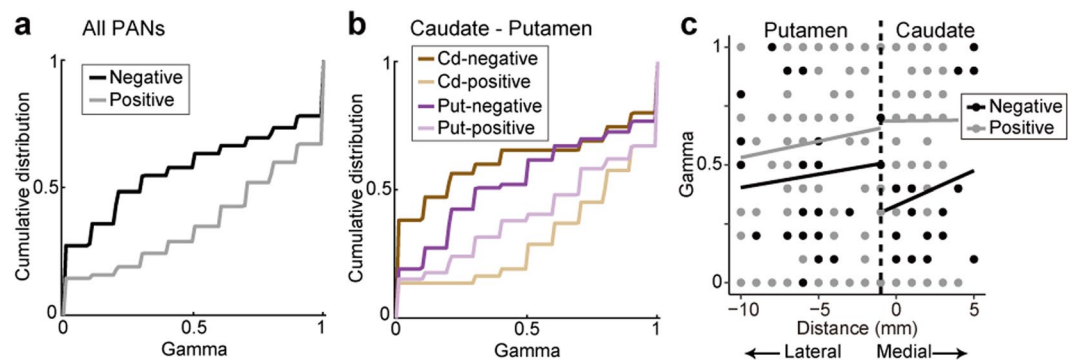 a All PANs
Cumulative distribution
1
0.5
0
Negative
Positive
0 0.5 1
Gamma
b Caudate - Putamen
Cumulative distribution
1
0.5
0
Cd-negative
Cd-positive
Put-negative
Put-positive
0 0.5 1
Gamma
c
Putamen Caudate
Gamma
1
0.5
0
Negative
Positive
−10 −5 0 5
Distance (mm)
Lateral Medial